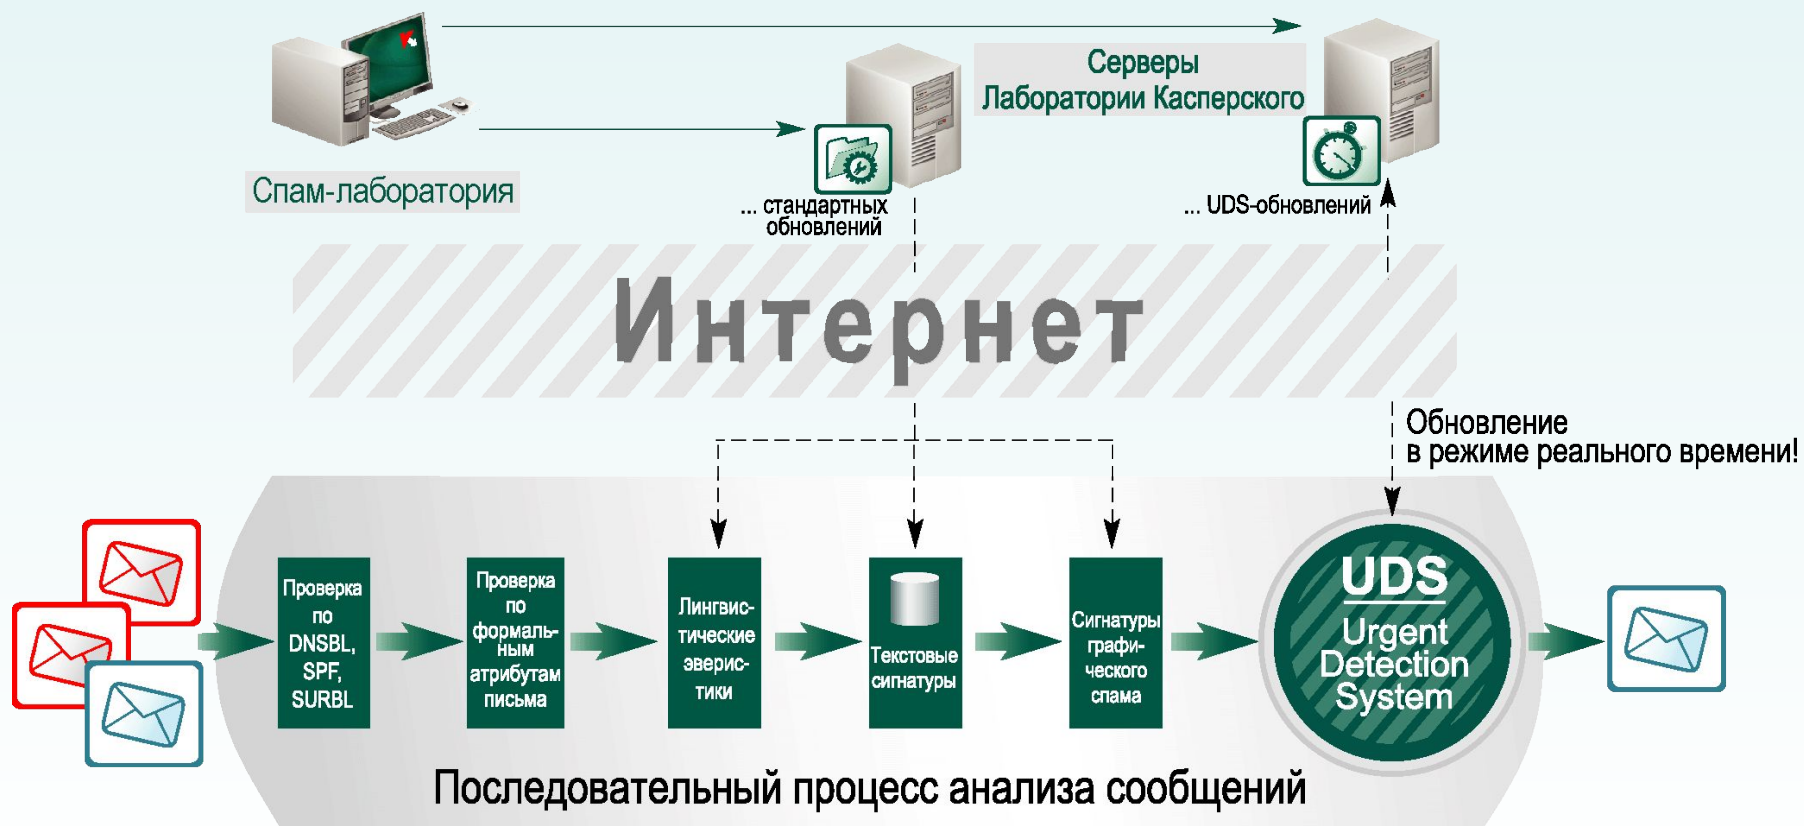 Серверы
Лаборатории Касперского
Спам-лаборатория
... стандартных
обновлений
... UDS-обновлений
Интернет
Обновление
в режиме реального времени!
Проверка
по
DNSBL,
SPF,
SURBL
Проверка
по
формаль-
ным
атрибутам
письма
Лингвис-
тические
эверис-
тики
Текстовые
сигнатуры
Сигнатуры
графи-
ческого
спама
UDS
Urgent
Detection
System
Последовательный процесс анализа сообщений